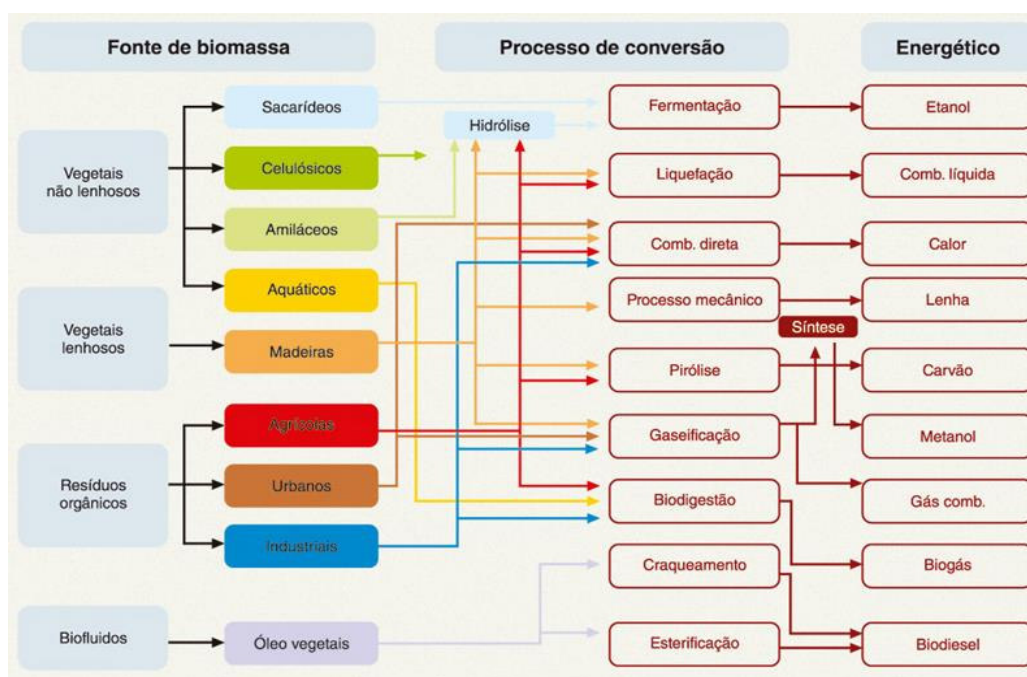 Fonte de biomassa
Processo de conversão
Energético
Vegetais
não lenhosos
Vegetais
lenhosos
Resíduos
orgânicos
Biofluidos
Sacarídeos
Celulósicos
Amiláceos
Aquáticos
Madeiras
Agrícolas
Urbanos
Industriais
Óleo vegetais
Hidrólise
Fermentação
Liquefação
Comb. direta
Processo mecânico
Pirólise
Gaseificação
Biodigestão
Craqueamento
Esterificação
Síntese
Etanol
Comb. líquida
Calor
Lenha
Carvão
Metanol
Gás comb.
Biogás
Biodiesel